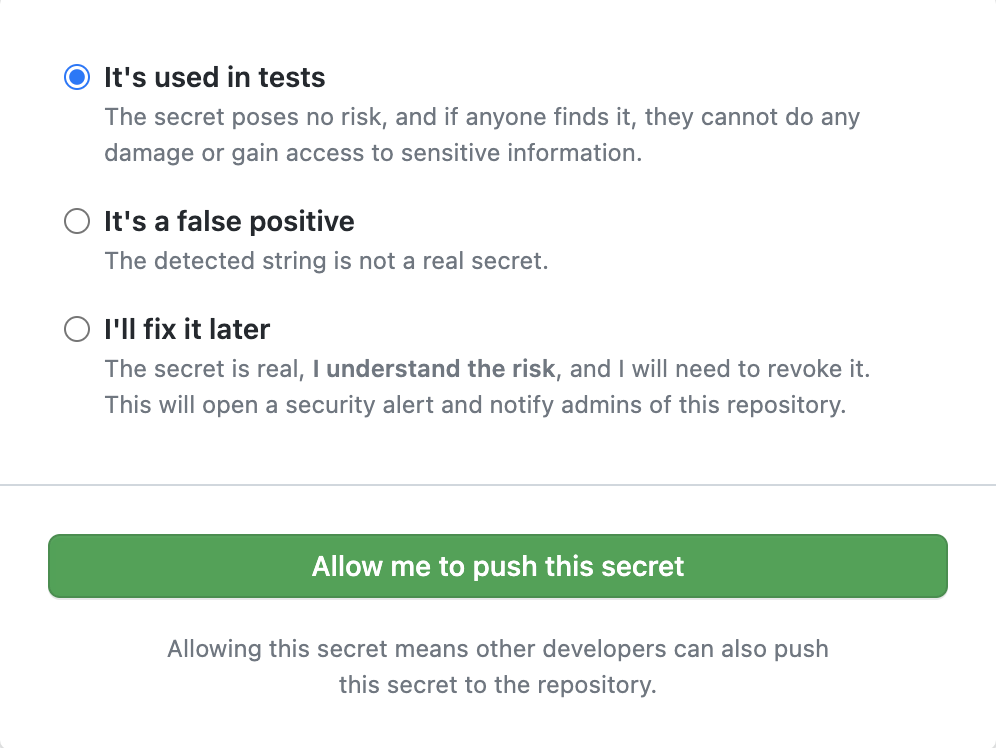 It's used in tests
The secret poses no risk, and if anyone finds it, they cannot do any
damage or gain access to sensitive information.
It's a false positive
The detected string is not a real secret.
I'll fix it later
The secret is real, I understand the risk, and I will need to revoke it.
This will open a security alert and notify admins of this repository.
Allow me to push this secret
Allowing this secret means other developers can also push
this secret to the repository.